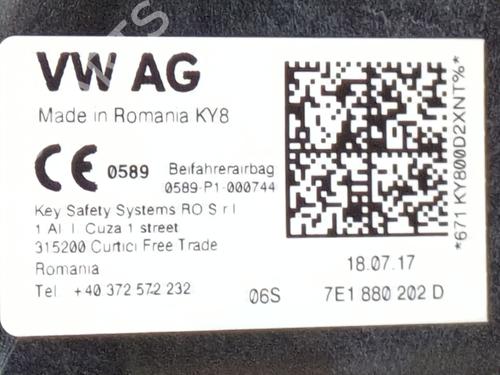 VW AG
Made in Romania KY8
CE 0589 Beifahrerairbag
0589-P1-000744
Key Safety Systems RO S r l
1 Al I Cuza 1 street
315200 Curtici Free Trade
Romania
Tel +40 372 572 232
*671 KY800D2XNT%*
18.07.17
06S 7E1 880 202 D